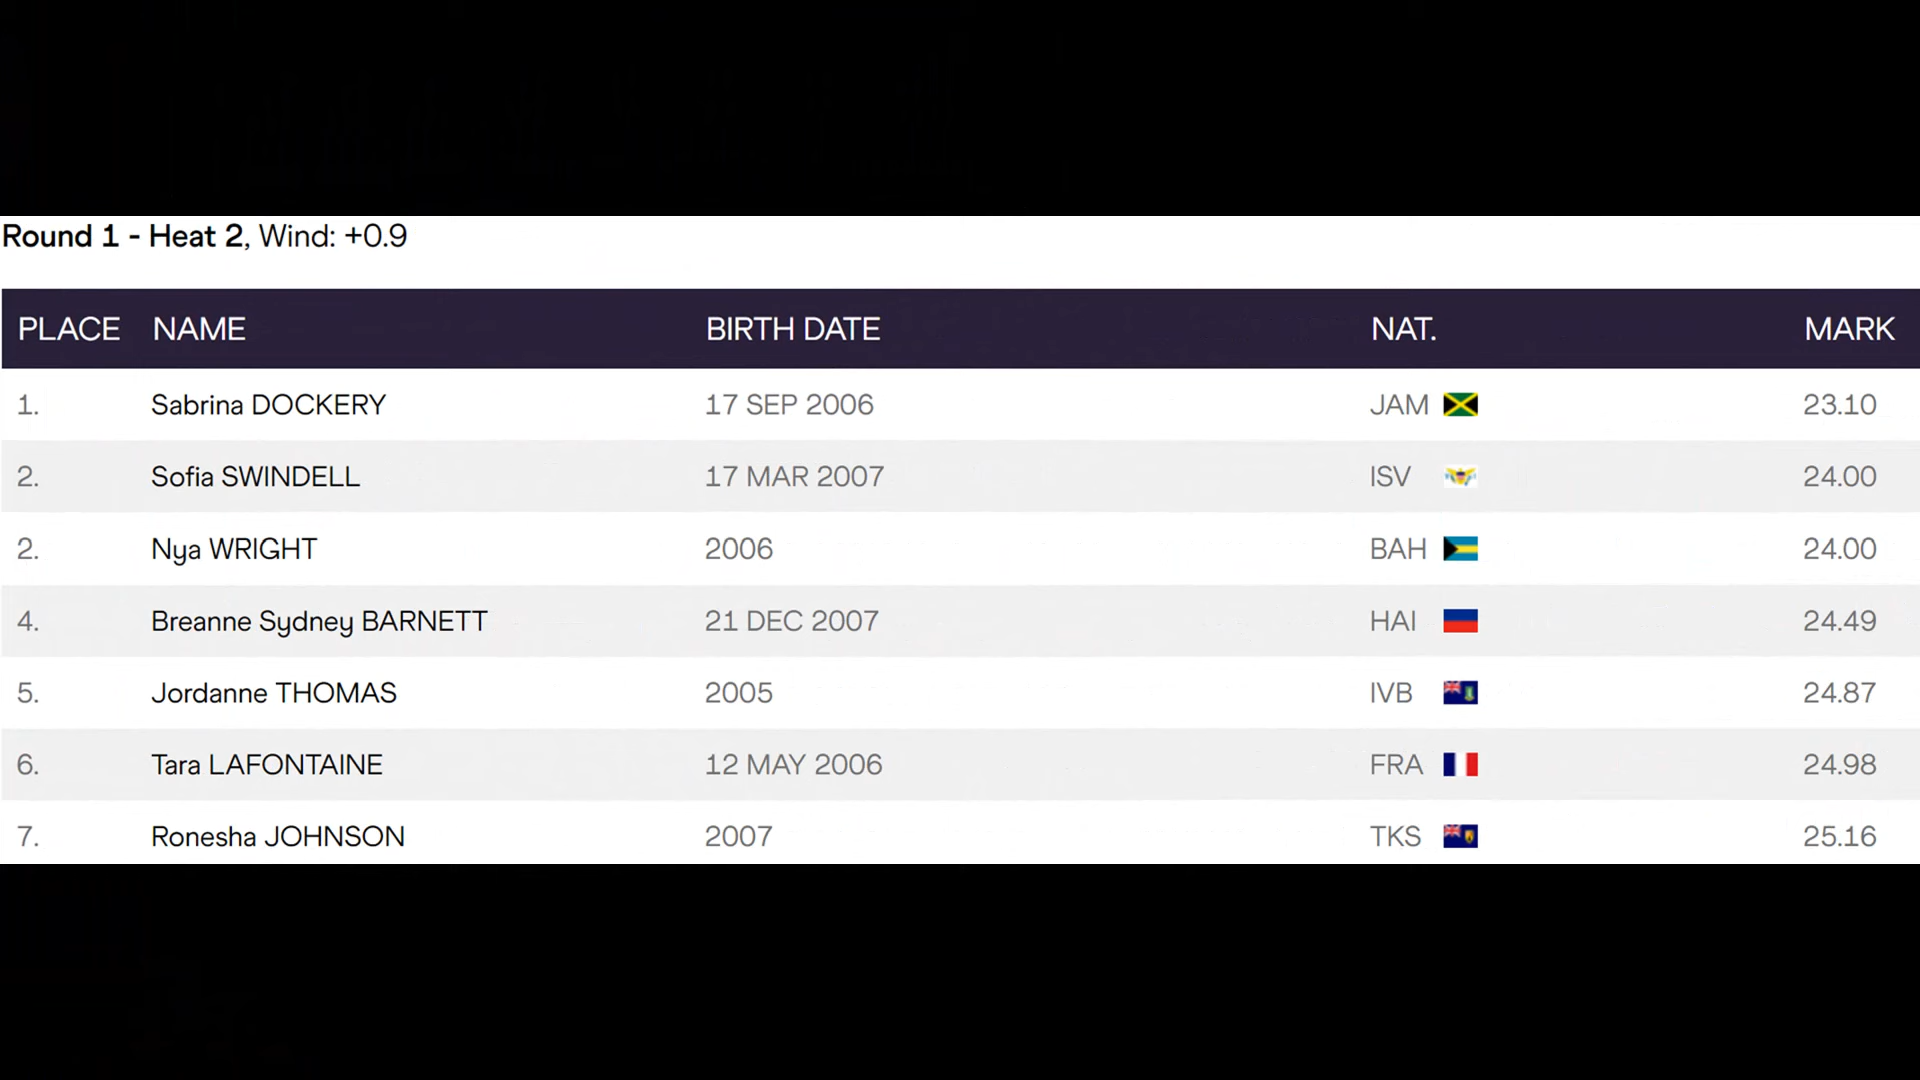 Round 1 - Heat 2, Wind: +0.9
PLACE NAME BIRTH DATE NAT. MARK
1. Sabrina DOCKERY 17 SEP 2006 JAM 23.10
2. Sofia SWINDELL 17 MAR 2007 ISV 24.00
2. Nya WRIGHT 2006 BAH 24.00
4. Breanne Sydney BARNETT 21 DEC 2007 HAI 24.49
5. Jordanne THOMAS 2005 IVB 24.87
6. Tara LAFONTAINE 12 MAY 2006 FRA 24.98
7. Ronesha JOHNSON 2007 TKS 25.16